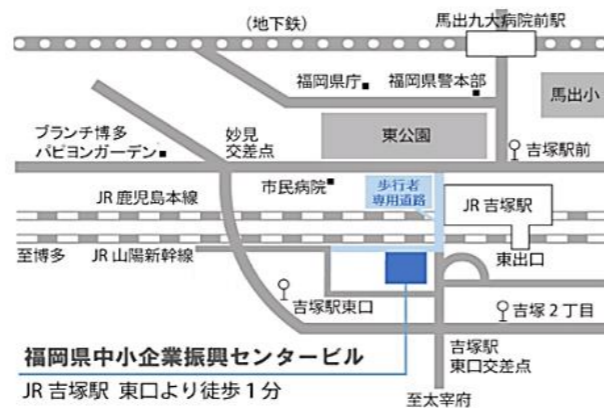 (地下鉄)
馬出九大病院前駅
福岡県庁
福岡県警本部
馬出小
東公園
ブランチ博多
パピヨンガーデン
妙見
交差点
吉塚駅前
JR 鹿児島本線
市民病院
歩行者
専用道路
JR 吉塚駅
至博多
JR 山陽新幹線
東出口
吉塚駅東口
吉塚2丁目
福岡県中小企業振興センタービル
JR 吉塚駅 東口より徒歩1分
吉塚駅
東口交差点
至太宰府